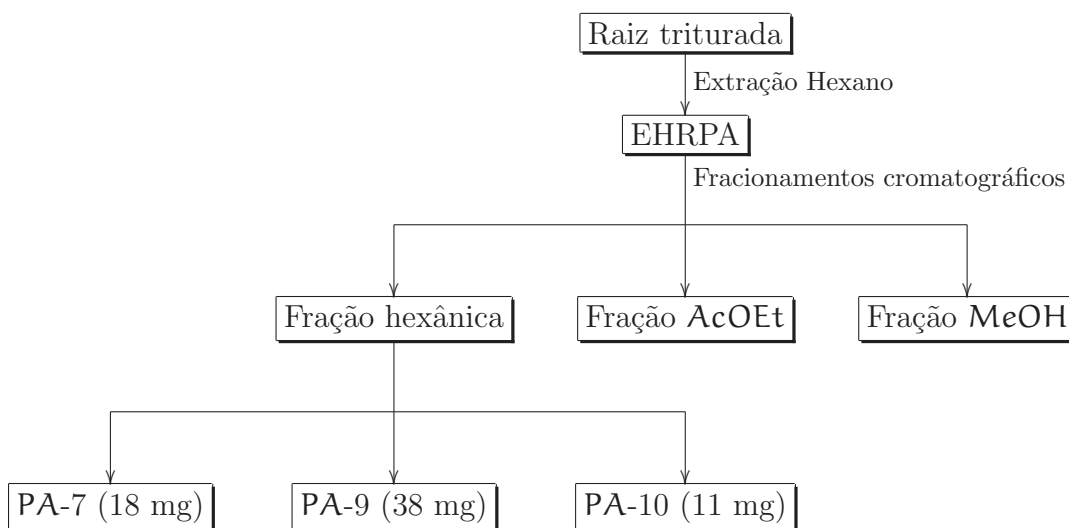 Raiz triturada
Extração Hexano
EHRPA
Fracionamentos cromatográficos
Fração hexânica
Fração AcOEt
Fração MeOH
PA-7 (18 mg)
PA-9 (38 mg)
PA-10 (11 mg)